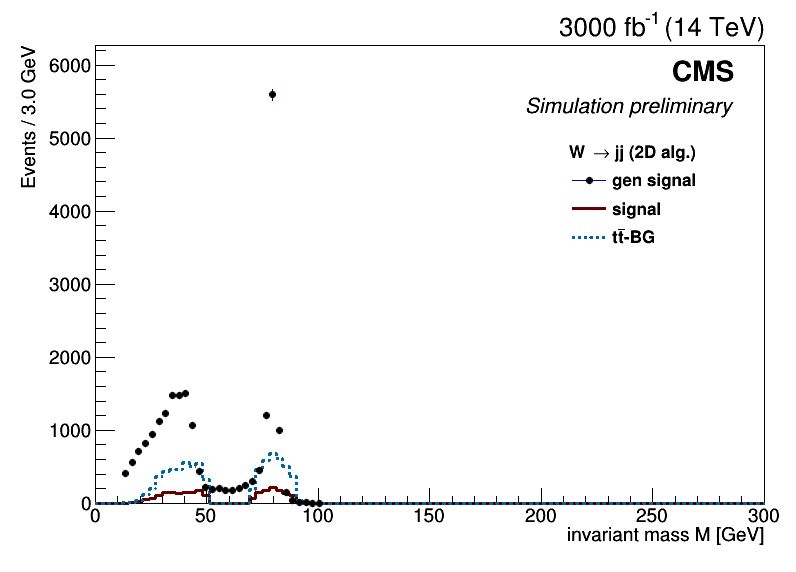 3000 fb⁻¹ (14 TeV)
CMS
Simulation preliminary
W → jj (2D alg.)
gen signal
signal
tt̄-BG
Events / 3.0 GeV
6000
5000
4000
3000
2000
1000
0
0 50 100 150 200 250 300
invariant mass M [GeV]